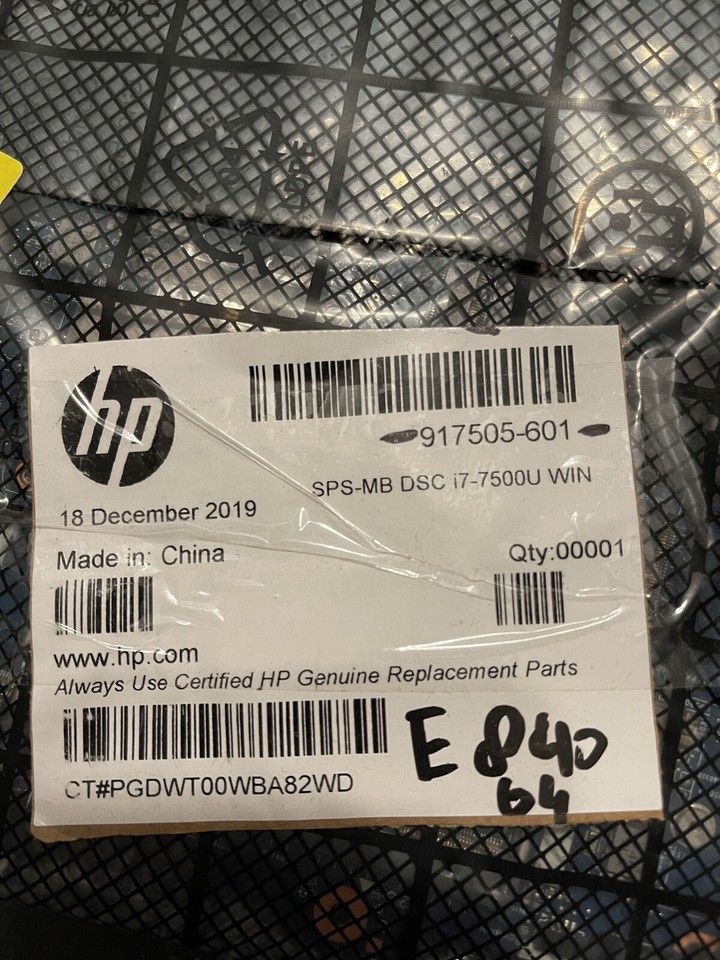 hp
917505-601
SPS-MB DSC i7-7500U WIN
18 December 2019
Made in: China
Qty:00001
www.hp.com
Always Use Certified HP Genuine Replacement Parts
CT#PGDWT00WBA82WD
E 840
G4